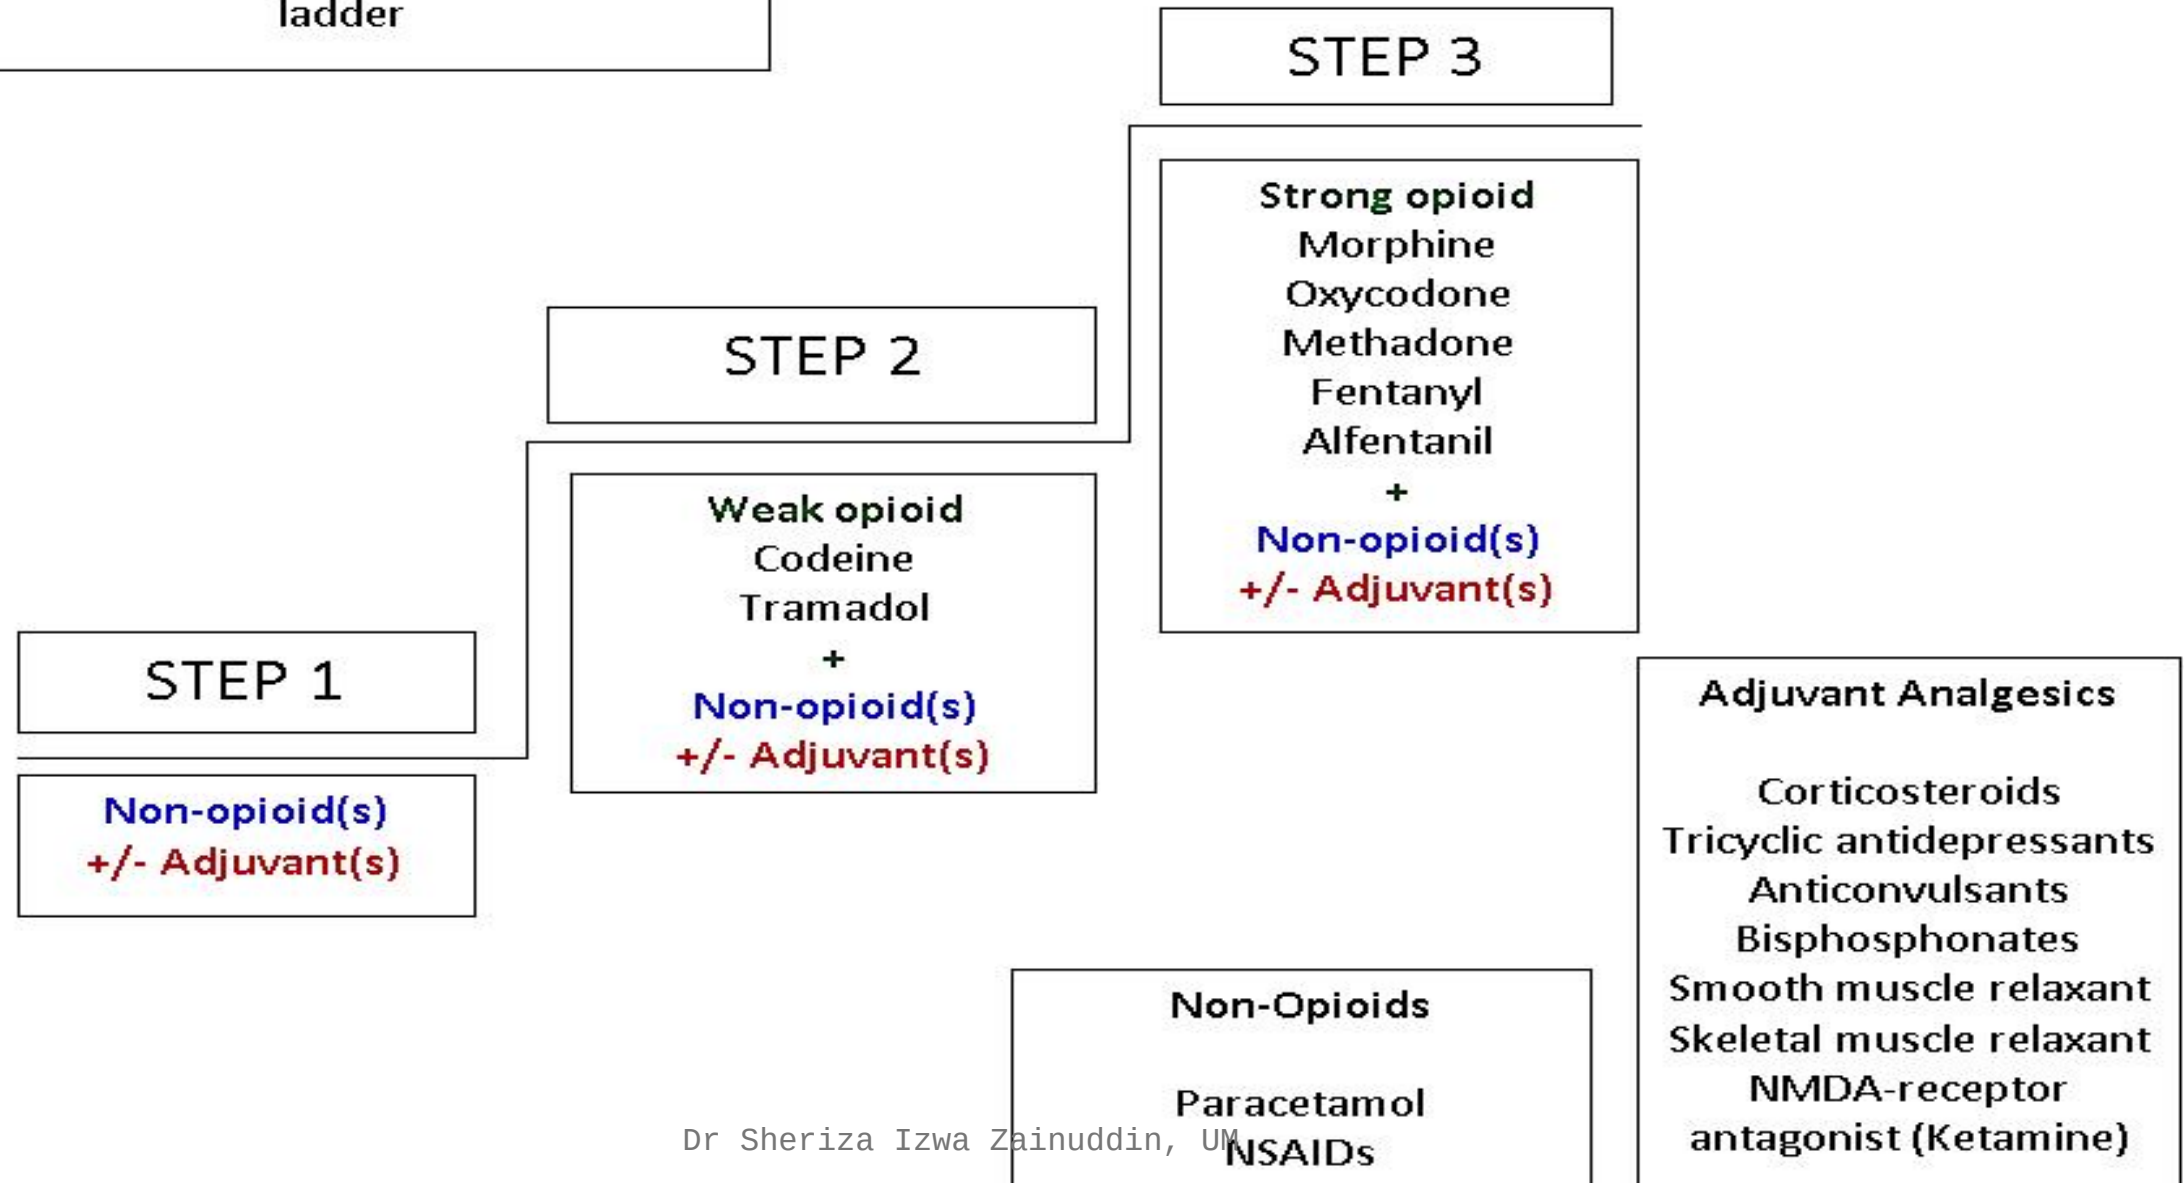 ladder
STEP 3
Strong opioid
Morphine
Oxycodone
Methadone
Fentanyl
Alfentanil
+
Non-opioid(s)
+/- Adjuvant(s)
STEP 2
Weak opioid
Codeine
Tramadol
+
Non-opioid(s)
+/- Adjuvant(s)
STEP 1
Non-opioid(s)
+/- Adjuvant(s)
Adjuvant Analgesics
Corticosteroids
Tricyclic antidepressants
Anticonvulsants
Bisphosphonates
Smooth muscle relaxant
Skeletal muscle relaxant
NMDA-receptor
antagonist (Ketamine)
Non-Opioids
Paracetamol
NSAIDs
Dr Sheriza Izwa Zainuddin, UM